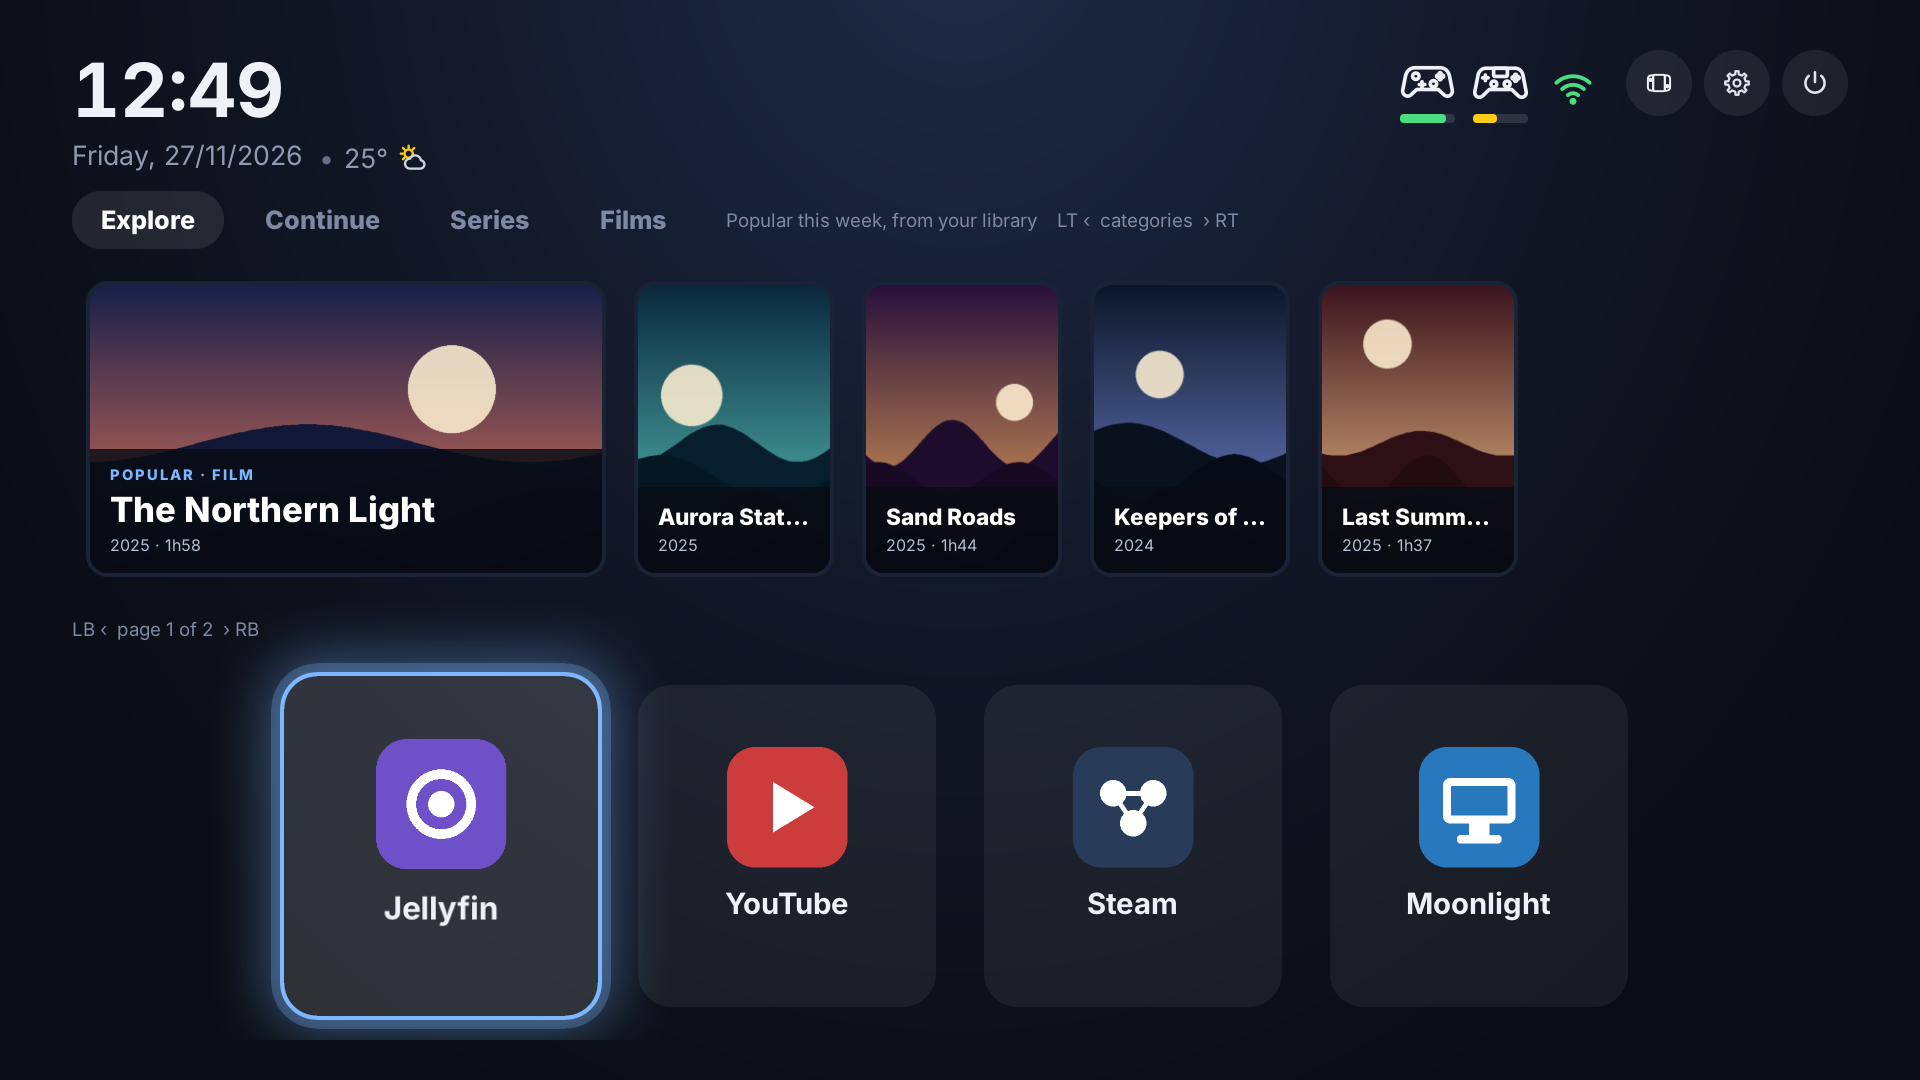 12:49
Friday, 27/11/2026 • 25°
Explore Continue Series Films Popular this week, from your library LT ‹ categories › RT
POPULAR · FILM
The Northern Light
2025 · 1h58
Aurora Stat...
2025
Sand Roads
2025 · 1h44
Keepers of ...
2024
Last Summ...
2025 · 1h37
LB ‹ page 1 of 2 › RB
Jellyfin
YouTube
Steam
Moonlight